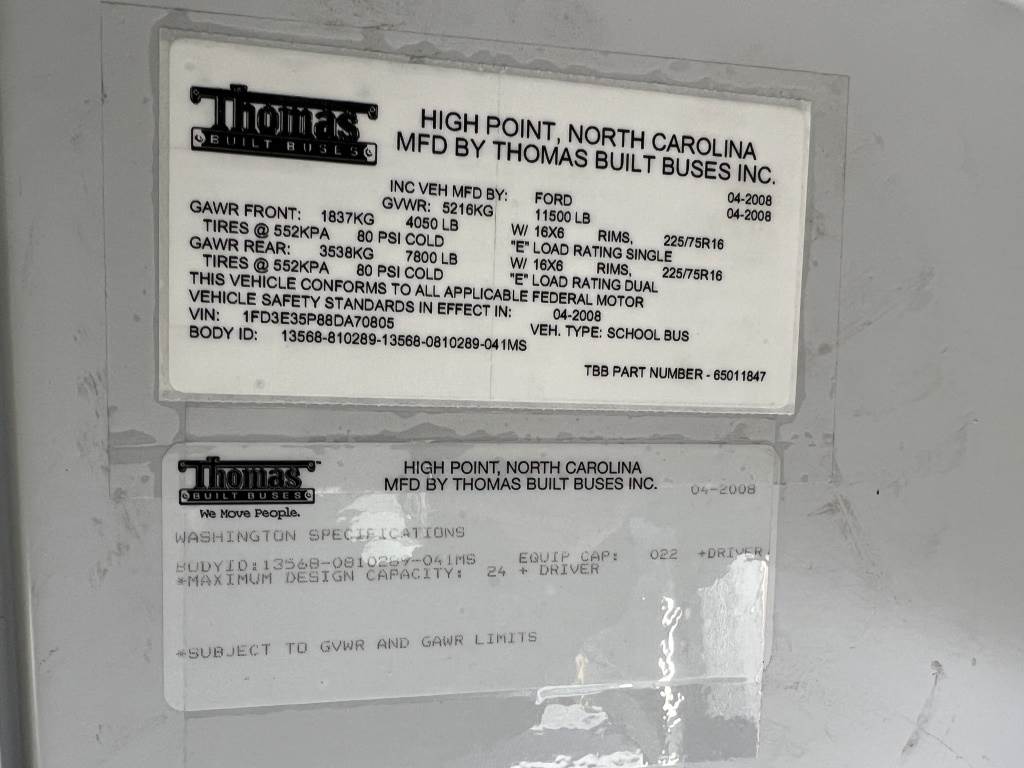 Thomas
BUILT BUSES
HIGH POINT, NORTH CAROLINA
MFD BY THOMAS BUILT BUSES INC.
INC VEH MFD BY: FORD 04-2008
GVWR: 5216KG 11500 LB 04-2008
GAWR FRONT: 1837KG 4050 LB W/ 16X6 RIMS, 225/75R16
TIRES @ 552KPA 80 PSI COLD "E" LOAD RATING SINGLE
GAWR REAR: 3538KG 7800 LB W/ 16X6 RIMS, 225/75R16
TIRES @ 552KPA 80 PSI COLD "E" LOAD RATING DUAL
THIS VEHICLE CONFORMS TO ALL APPLICABLE FEDERAL MOTOR
VEHICLE SAFETY STANDARDS IN EFFECT IN: 04-2008
VIN: 1FD3E35P88DA70805 VEH. TYPE: SCHOOL BUS
BODY ID: 13568-810289-13568-0810289-041MS
TBB PART NUMBER - 65011847
Thomas™
BUILT BUSES
We Move People.
HIGH POINT, NORTH CAROLINA
MFD BY THOMAS BUILT BUSES INC. 04-2008
WASHINGTON SPECIFICATIONS
BODYID:13568-0810289-041MS EQUIP CAP: 022 +DRIVER.
*MAXIMUM DESIGN CAPACITY: 24 + DRIVER
*SUBJECT TO GVWR AND GAWR LIMITS